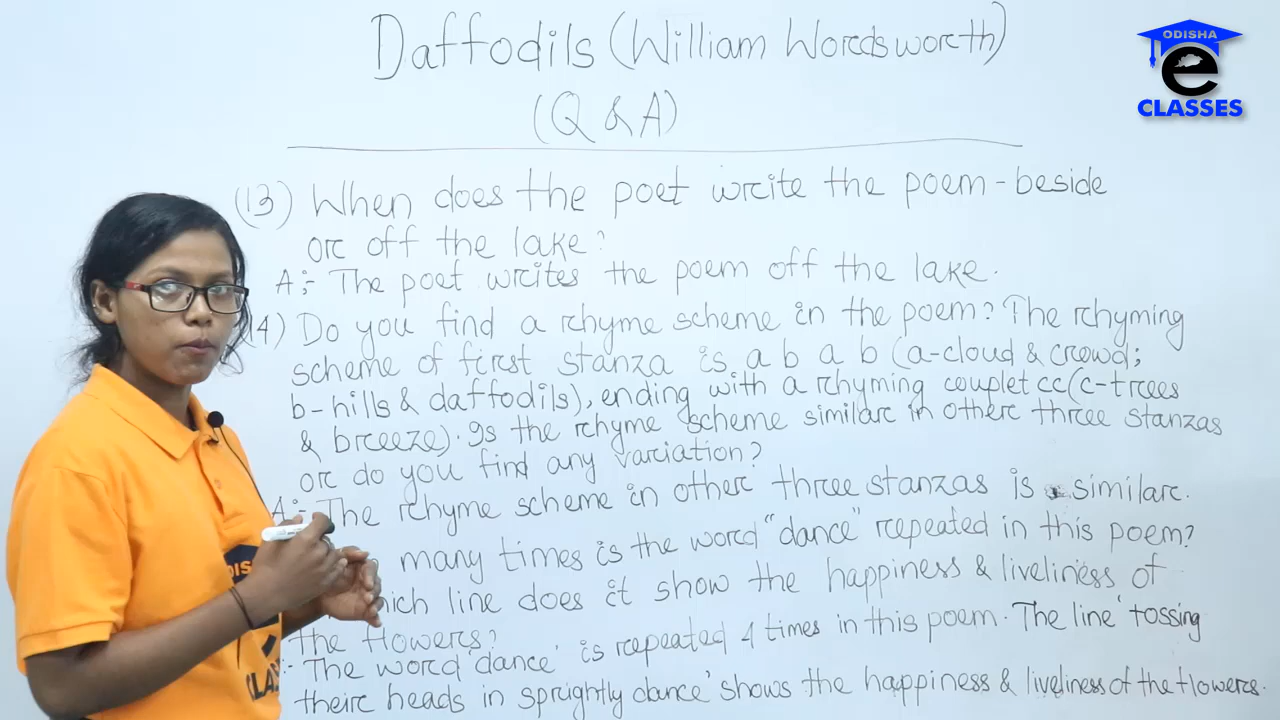 Daffodils (William Wordsworth)
(Q & A)
ODISHA
e
CLASSES
(13) When does the poet write the poem - beside
or off the lake?
A:- The poet writes the poem off the lake.
14) Do you find a rhyme scheme in the poem? The rhyming
scheme of first stanza is a b a b (a-cloud & crowd;
b-hills & daffodils), ending with a rhyming couplet cc (c-trees
& breeze). Is the rhyme scheme similar in other three stanzas
or do you find any variation?
A:- The rhyme scheme in other three stanzas is similar.
many times is the word "dance" repeated in this poem?
hich line does it show the happiness & liveliness of
the flowers?
:- The word 'dance' is repeated 4 times in this poem. The line 'tossing
their heads in sprightly dance' shows the happiness & liveliness of the flowers.